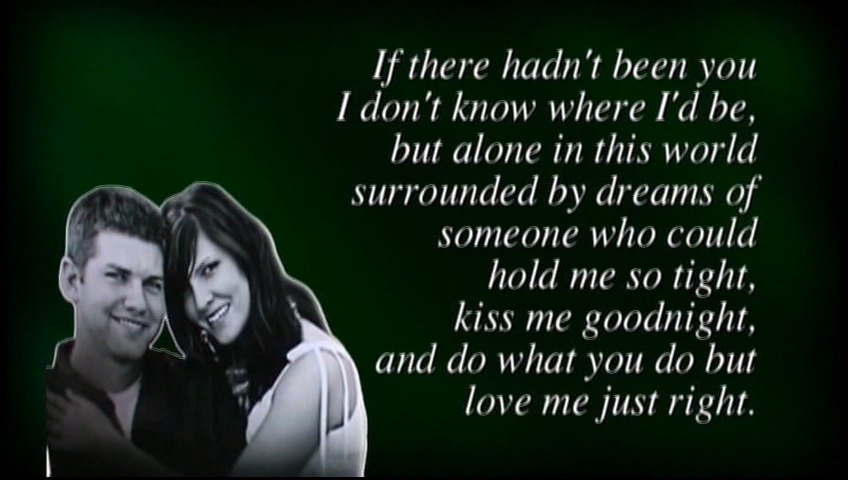 If there hadn't been you
I don't know where I'd be,
but alone in this world
surrounded by dreams of
someone who could
hold me so tight,
kiss me goodnight,
and do what you do but
love me just right.